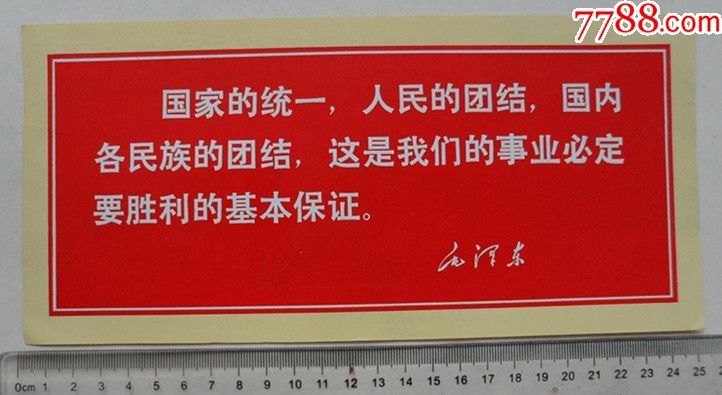 7788.com
国家的统一，人民的团结，国内
各民族的团结，这是我们的事业必定
要胜利的基本保证。
毛泽东
0cm 1 2 3 4 5 6 7 8 9 10 11 12 13 14 15 16 17 18 19 20 21 22 23 24 25